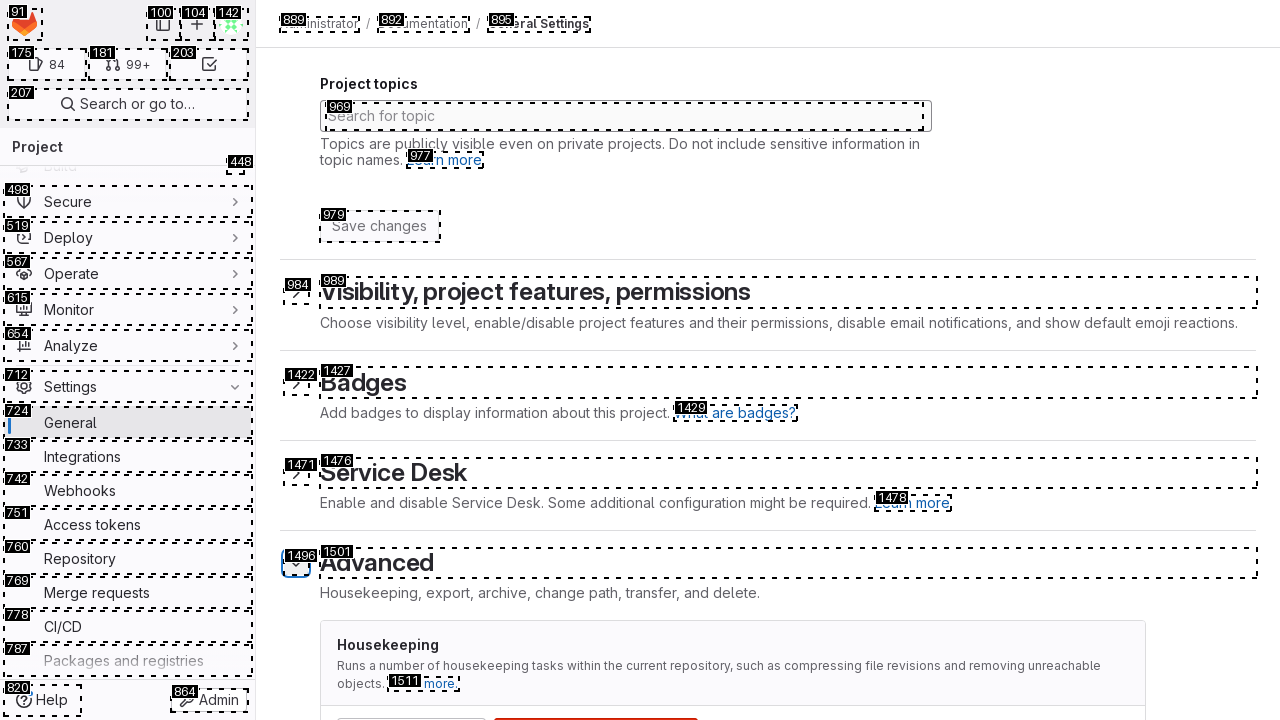 91
100
104
142
175
84
181
99+
203
207
Search or go to…
Project
448
Build
498
Secure
519
Deploy
567
Operate
615
Monitor
654
Analyze
712
Settings
724
General
733
Integrations
742
Webhooks
751
Access tokens
760
Repository
769
Merge requests
778
CI/CD
787
Packages and registries
820
Help
864
Admin
889
Administrator
/
892
Documentation
/
895
General Settings
Project topics
969
Search for topic
Topics are publicly visible even on private projects. Do not include sensitive information in
topic names. Learn more.
977
979
Save changes
984
989
Visibility, project features, permissions
Choose visibility level, enable/disable project features and their permissions, disable email notifications, and show default emoji reactions.
1422
1427
Badges
Add badges to display information about this project. What are badges?
1429
1471
1476
Service Desk
Enable and disable Service Desk. Some additional configuration might be required. Learn more.
1478
1496
1501
Advanced
Housekeeping, export, archive, change path, transfer, and delete.
Housekeeping
Runs a number of housekeeping tasks within the current repository, such as compressing file revisions and removing unreachable
objects. more.
1511